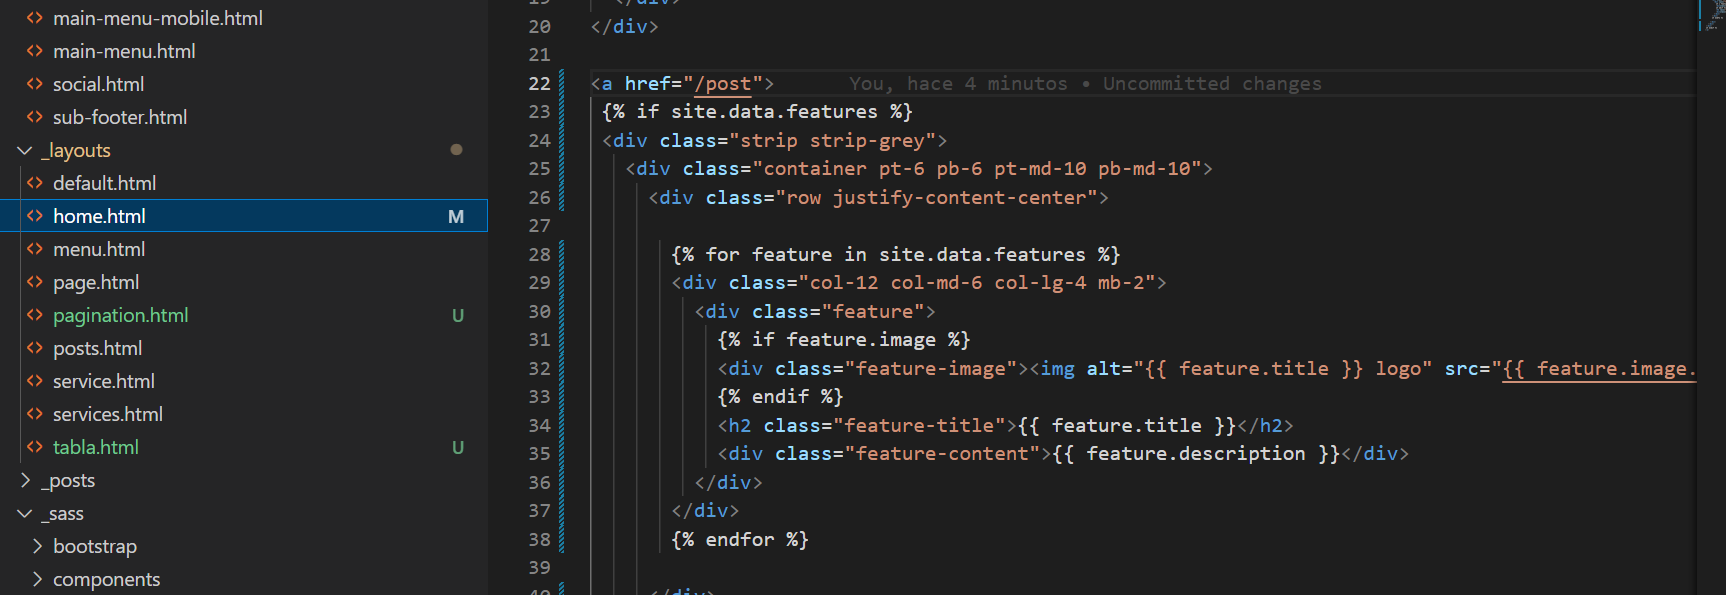 main-menu-mobile.html
main-menu.html
social.html
sub-footer.html
_layouts
default.html
home.html M
menu.html
page.html
pagination.html U
posts.html
service.html
services.html
tabla.html U
_posts
_sass
bootstrap
components
19 </div>
20 </div>
21
22 <a href="/post"> You, hace 4 minutos • Uncommitted changes
23 {% if site.data.features %}
24 <div class="strip strip-grey">
25 <div class="container pt-6 pb-6 pt-md-10 pb-md-10">
26 <div class="row justify-content-center">
27
28 {% for feature in site.data.features %}
29 <div class="col-12 col-md-6 col-lg-4 mb-2">
30 <div class="feature">
31 {% if feature.image %}
32 <div class="feature-image"><img alt="{{ feature.title }} logo" src="{{ feature.image.
33 {% endif %}
34 <h2 class="feature-title">{{ feature.title }}</h2>
35 <div class="feature-content">{{ feature.description }}</div>
36 </div>
37 </div>
38 {% endfor %}
39
40 </div>